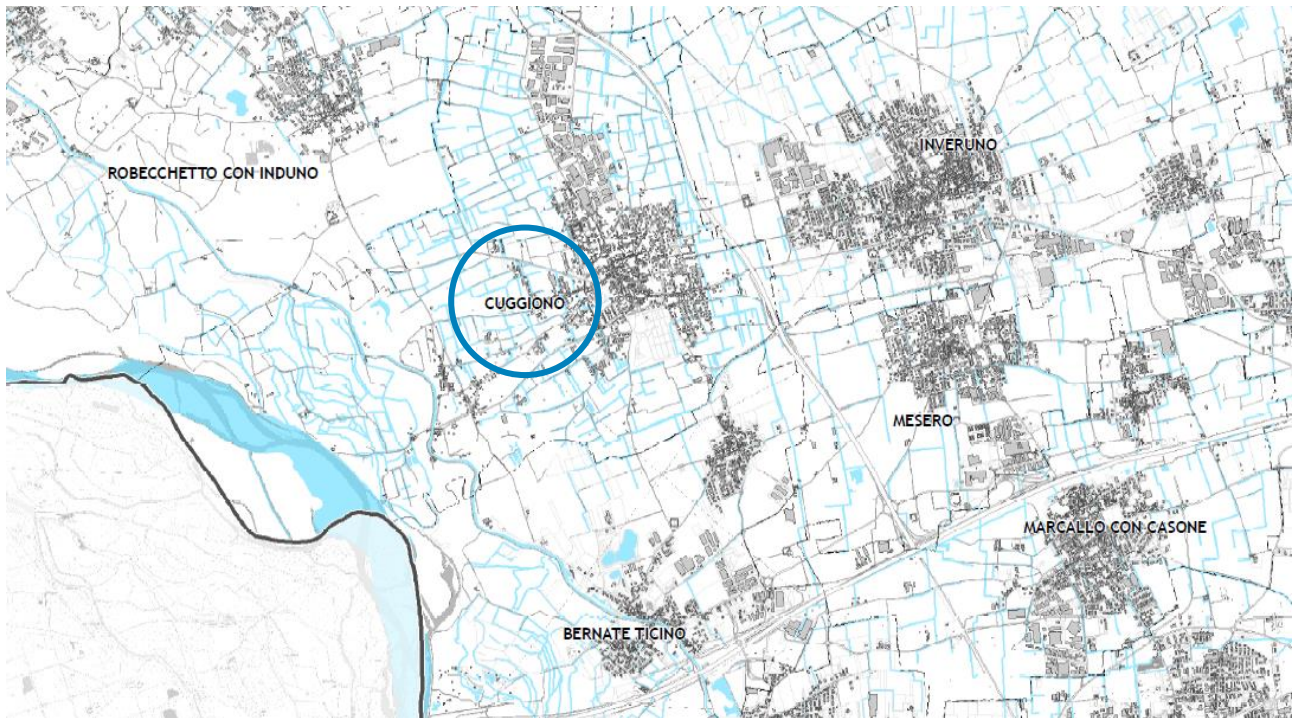 INVERUNO
ROBECCHETTO CON INDUNO
CUGGIONO
MESERO
MARCALLO CON CASONE
BERNATE TICINO